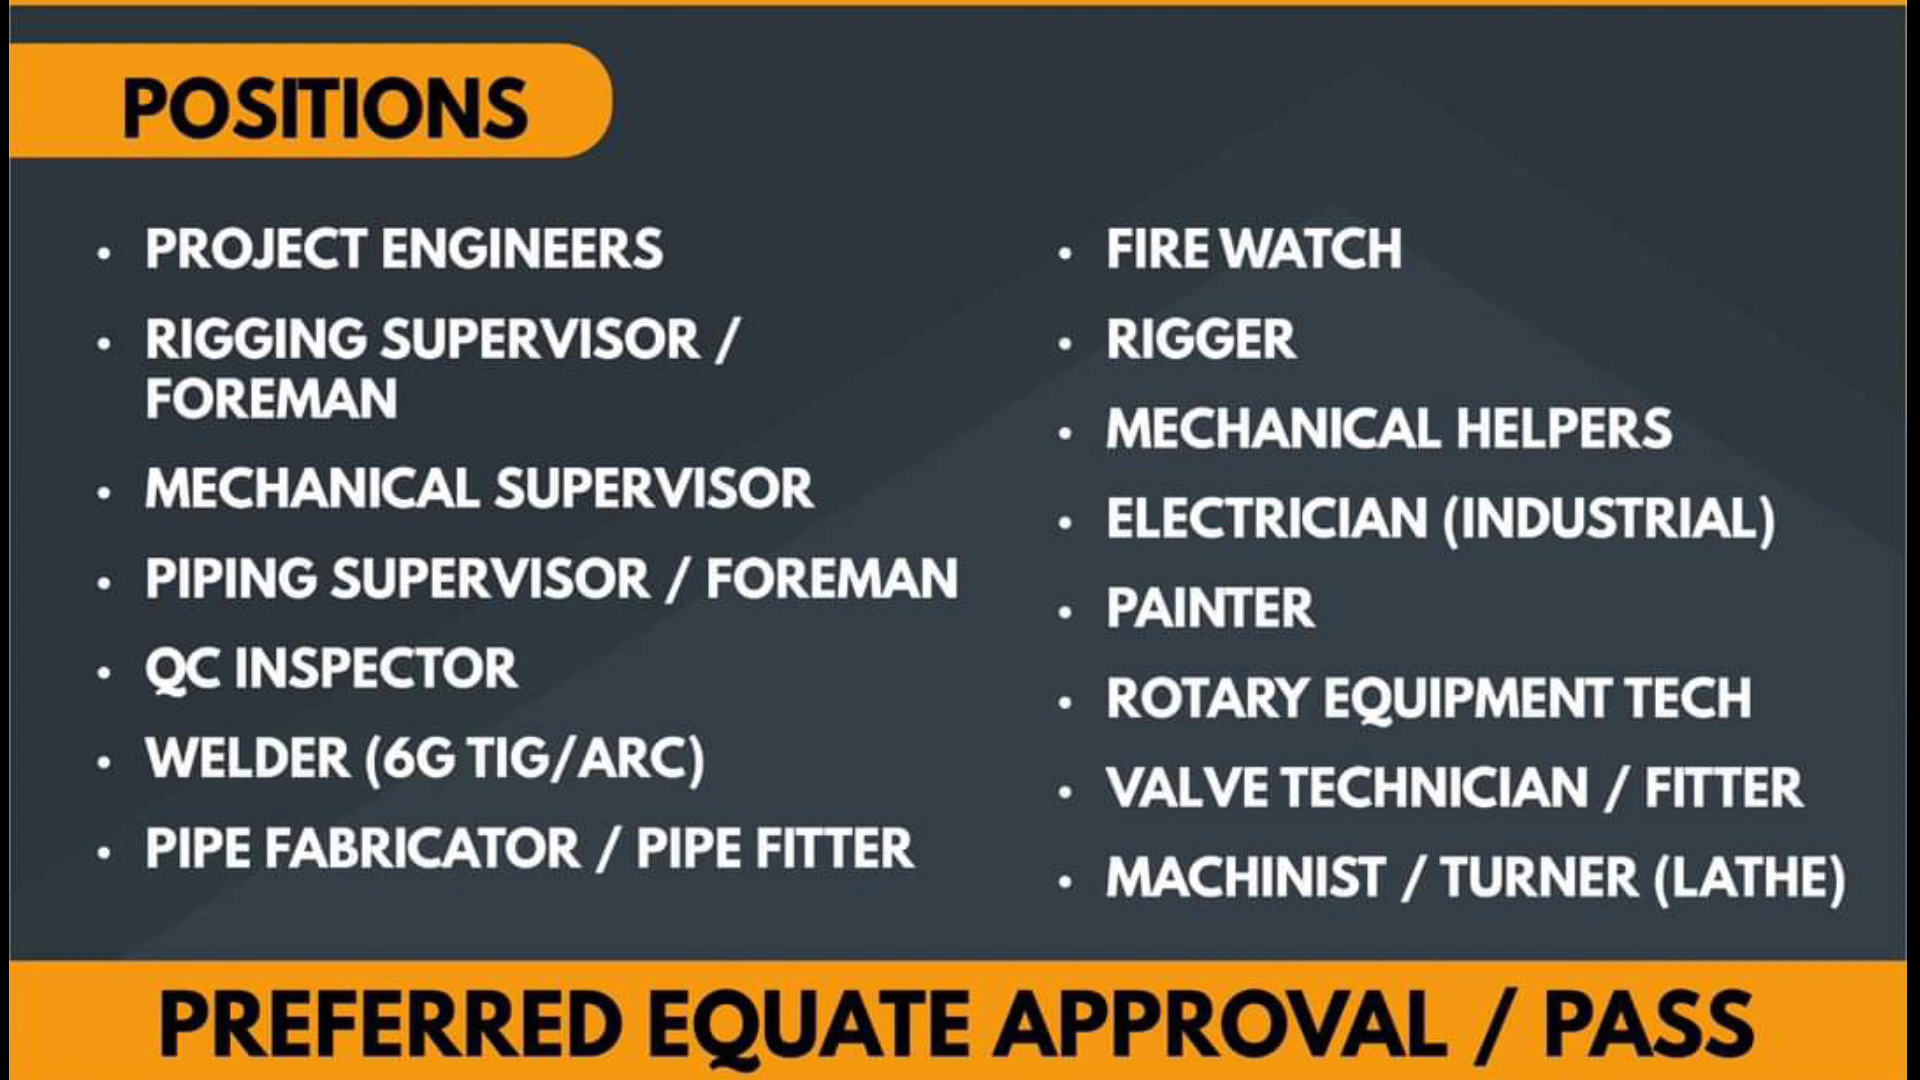 POSITIONS
• PROJECT ENGINEERS
• RIGGING SUPERVISOR /
FOREMAN
• MECHANICAL SUPERVISOR
• PIPING SUPERVISOR / FOREMAN
• QC INSPECTOR
• WELDER (6G TIG/ARC)
• PIPE FABRICATOR / PIPE FITTER
• FIRE WATCH
• RIGGER
• MECHANICAL HELPERS
• ELECTRICIAN (INDUSTRIAL)
• PAINTER
• ROTARY EQUIPMENT TECH
• VALVE TECHNICIAN / FITTER
• MACHINIST / TURNER (LATHE)
PREFERRED EQUATE APPROVAL / PASS